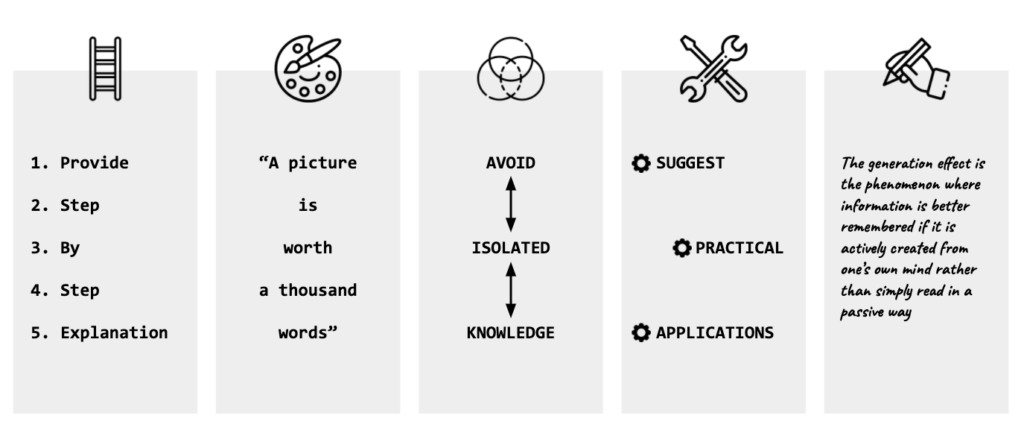 1. Provide
2. Step
3. By
4. Step
5. Explanation
“A picture
is
worth
a thousand
words”
AVOID
ISOLATED
KNOWLEDGE
SUGGEST
PRACTICAL
APPLICATIONS
The generation effect is
the phenomenon where
information is better
remembered if it is
actively created from
one's own mind rather
than simply read in a
passive way